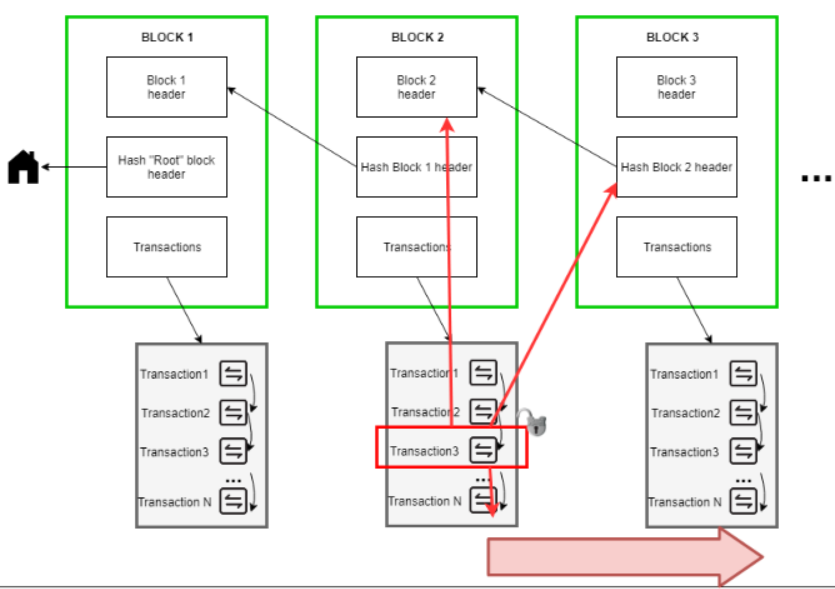 BLOCK 1
Block 1
header
Hash "Root" block
header
Transactions
Transaction1
Transaction2
Transaction3
...
Transaction N
BLOCK 2
Block 2
header
Hash Block 1 header
Transactions
Transaction1
Transaction2
Transaction3
...
Transaction N
BLOCK 3
Block 3
header
Hash Block 2 header
Transactions
Transaction1
Transaction2
Transaction3
...
Transaction N
...